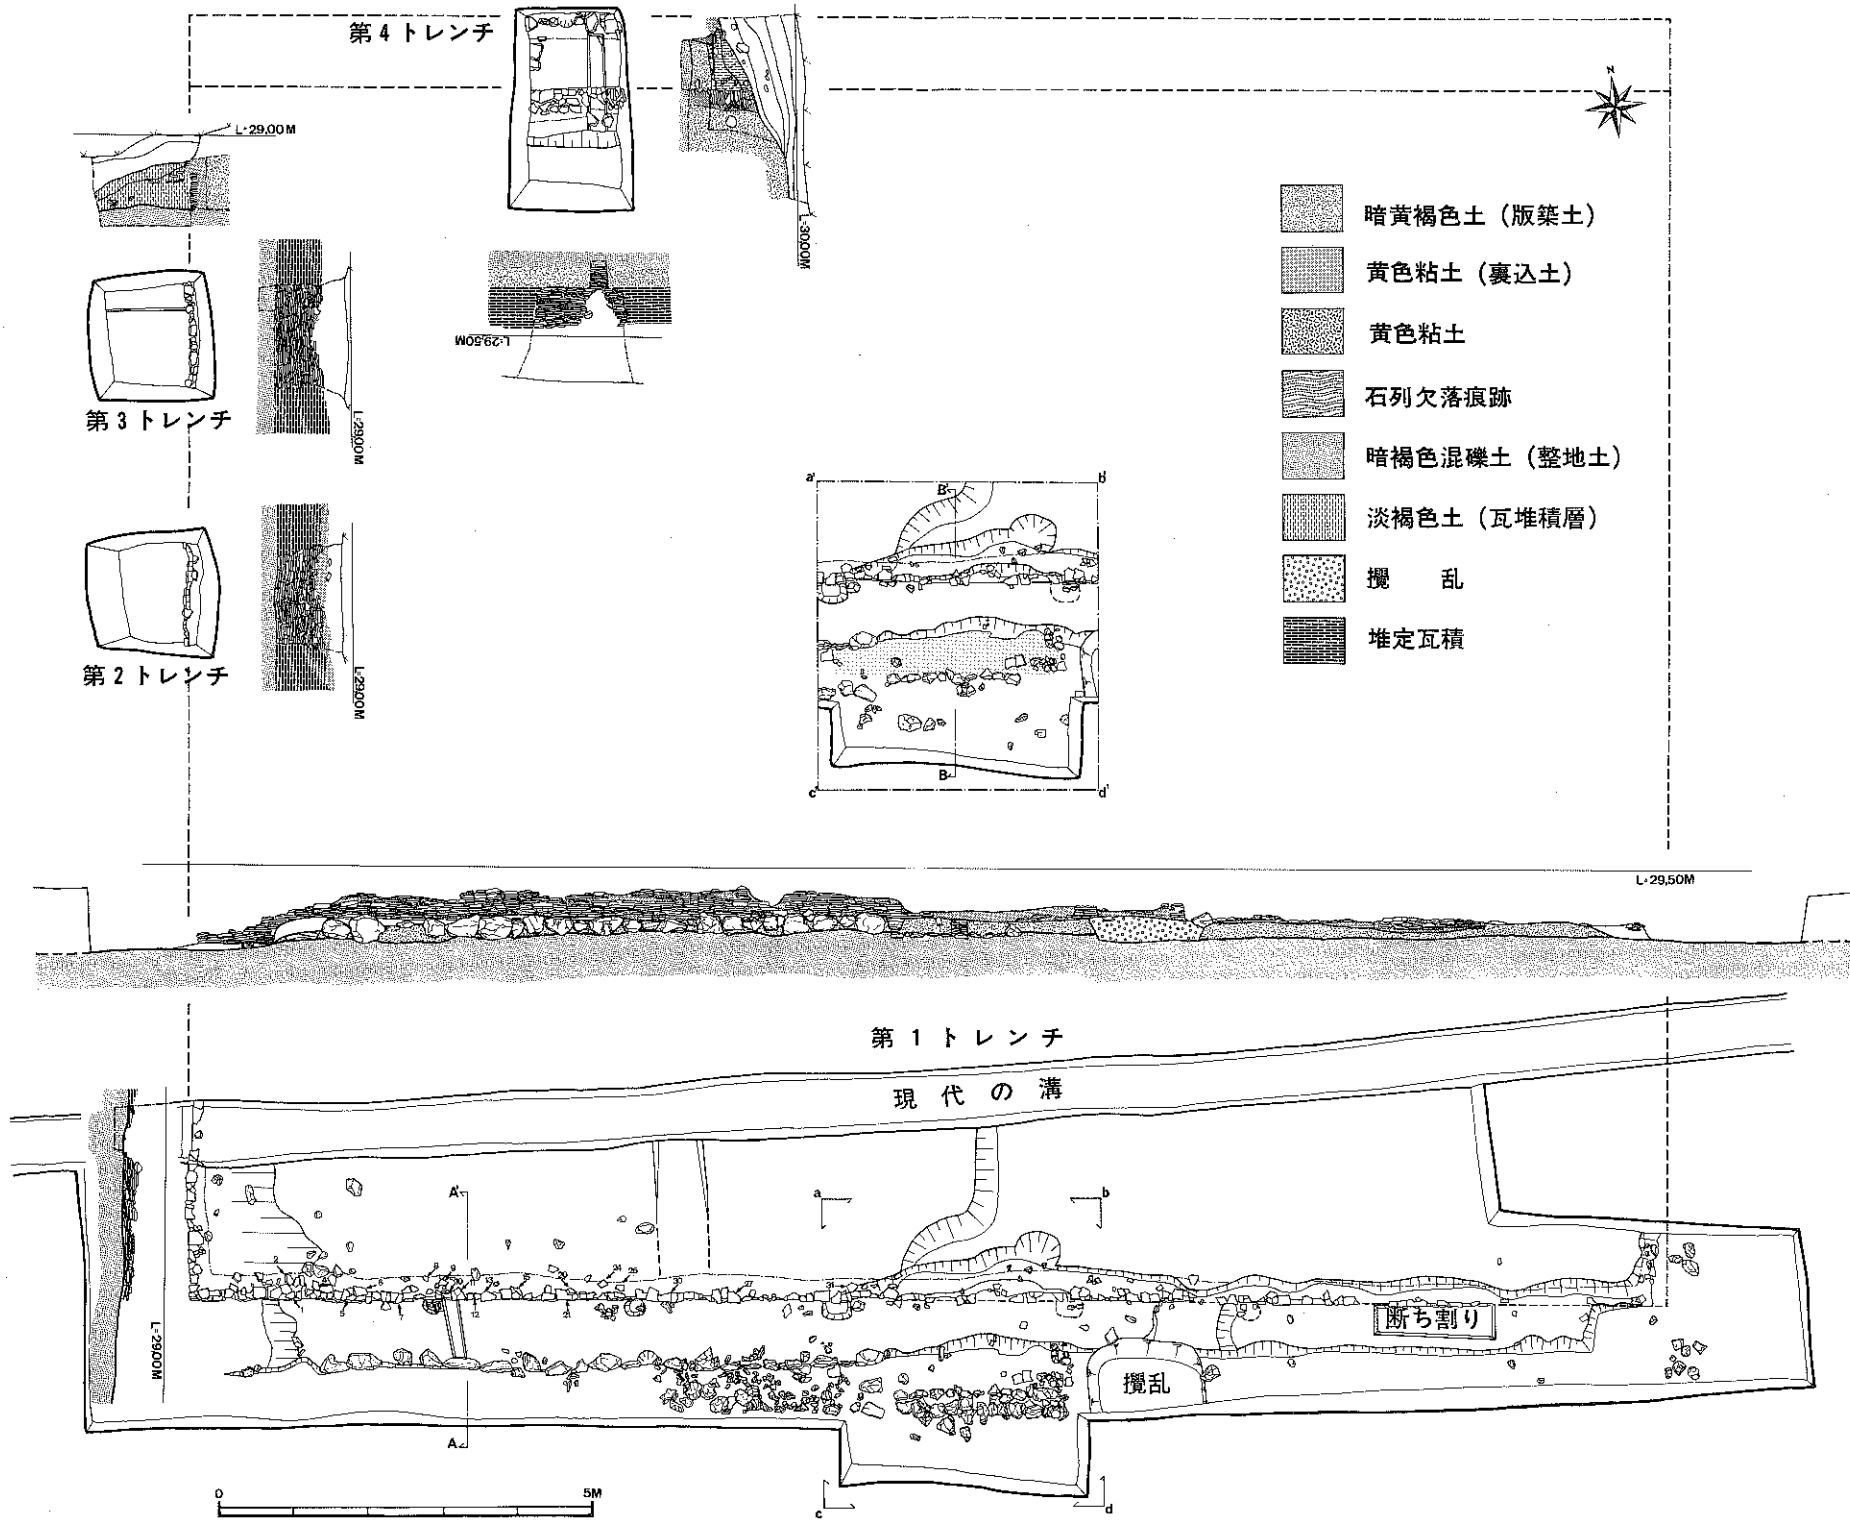 第4トレンチ
N
L=29.00M
L=30.00M
暗黄褐色土 (版築土)
黄色粘土 (裏込土)
黄色粘土
石列欠落痕跡
暗褐色混礫土 (整地土)
淡褐色土 (瓦堆積層)
攪 乱
堆定瓦積
第3トレンチ
L=29.00M
L=29.50M
第2トレンチ
L=29.00M
a' b'
B'
B
c' d'
L=29.50M
第1トレンチ
現代の溝
L=29.00M
A' a b
断ち割り
攪乱
A
c d
0 5M